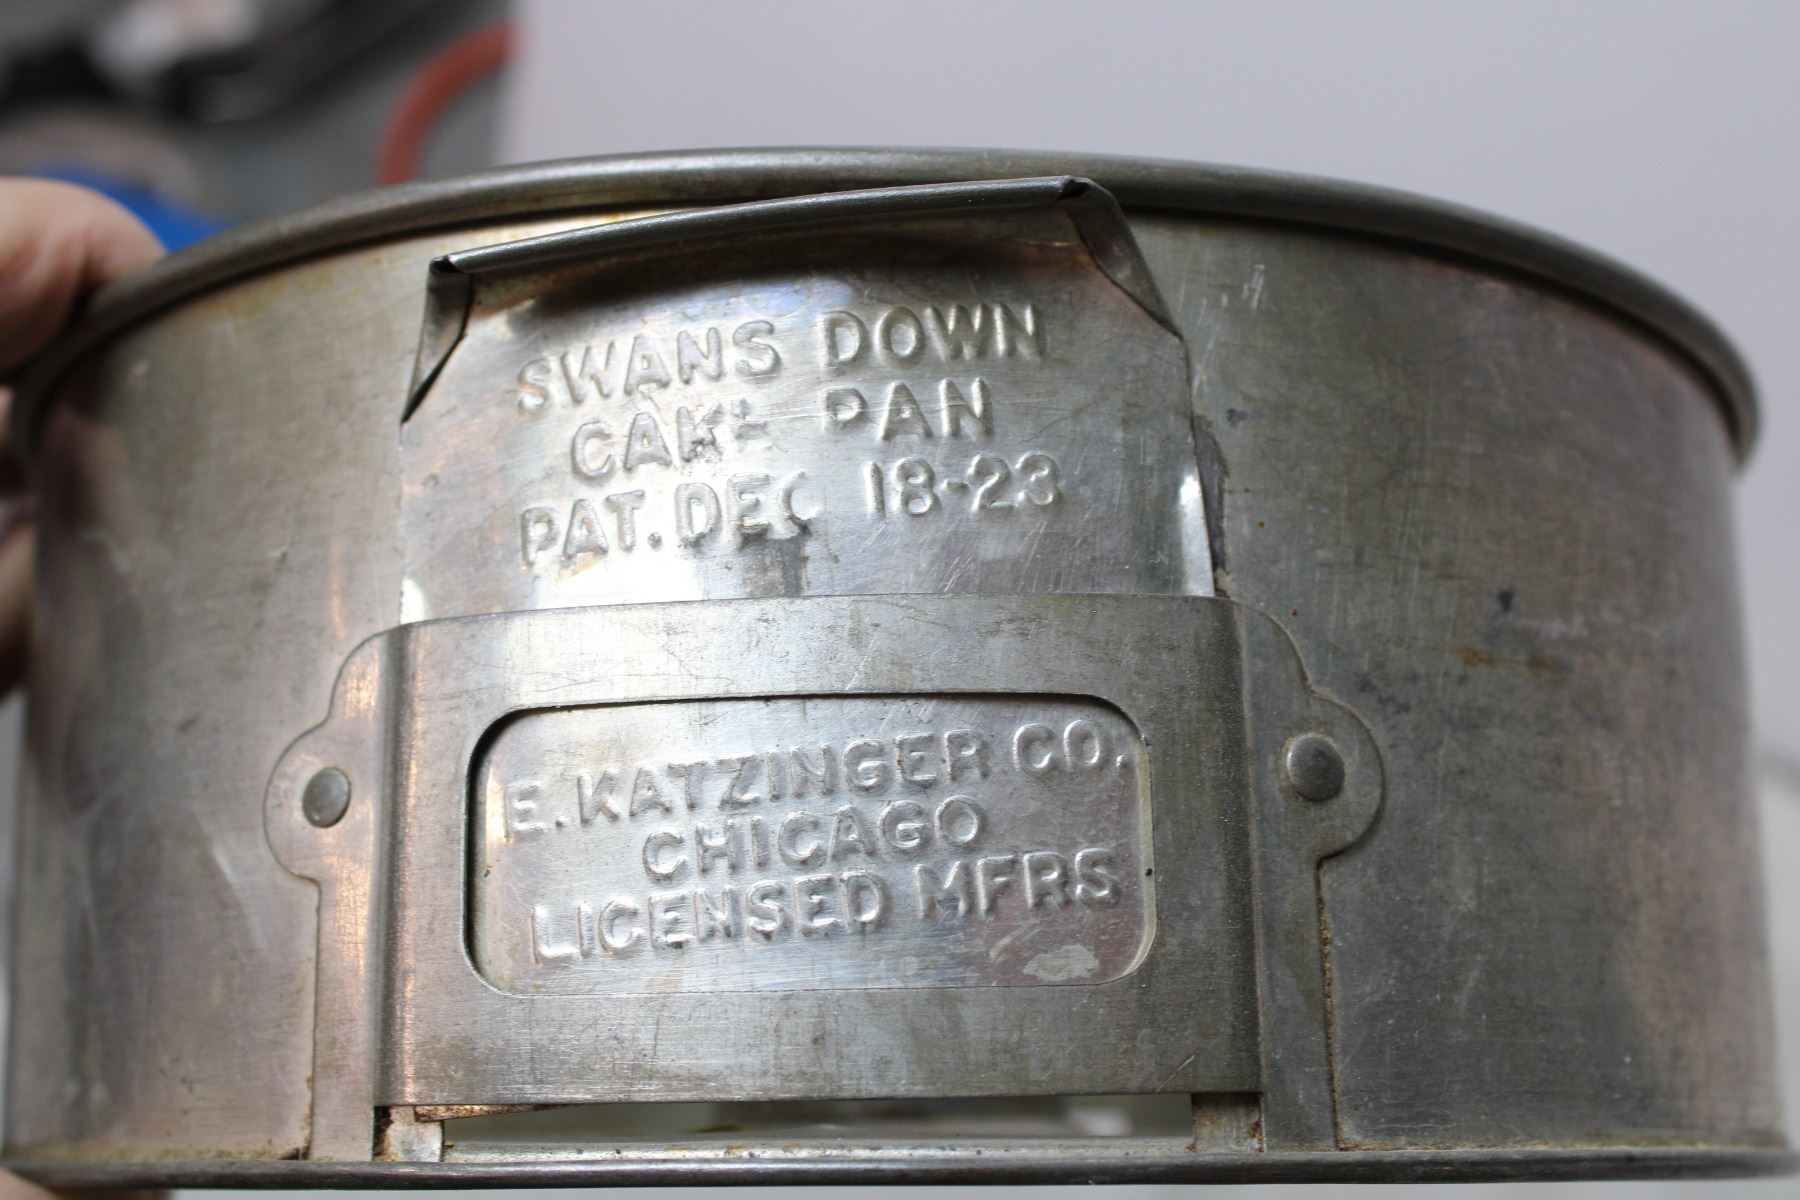 SWANS DOWN
CAKE PAN
PAT. DEC 18-23
E. KATZINGER CO.
CHICAGO
LICENSED MFRS